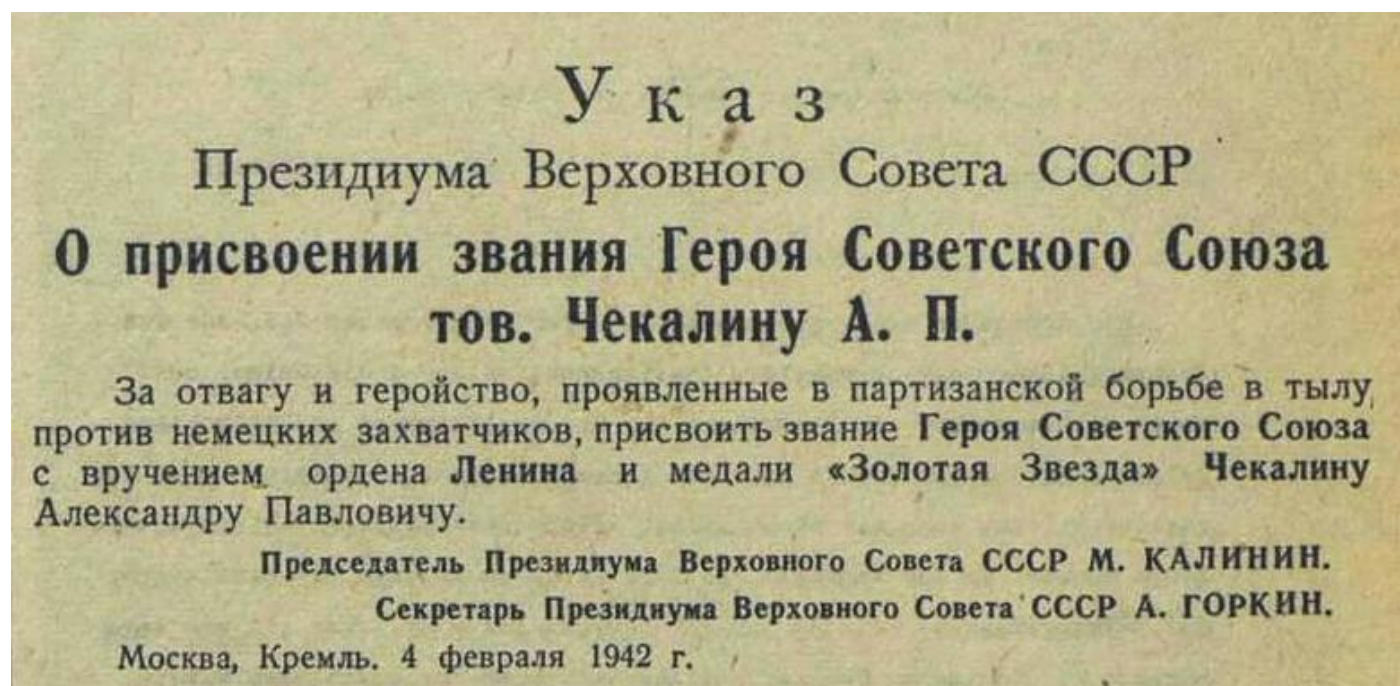 Указ
Президиума Верховного Совета СССР
О присвоении звания Героя Советского Союза
тов. Чекалину А. П.
За отвагу и геройство, проявленные в партизанской борьбе в тылу
против немецких захватчиков, присвоить звание Героя Советского Союза
с вручением ордена Ленина и медали «Золотая Звезда» Чекалину
Александру Павловичу.
Председатель Президиума Верховного Совета СССР М. КАЛИНИН.
Секретарь Президиума Верховного Совета СССР А. ГОРКИН.
Москва, Кремль. 4 февраля 1942 г.